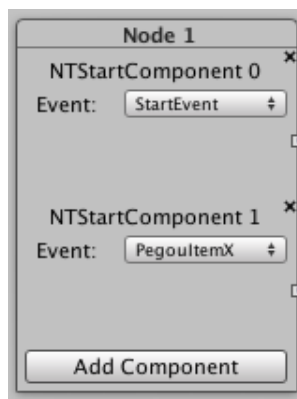 Node 1
NTStartComponent 0
Event: StartEvent
NTStartComponent 1
Event: PegouItemX
Add Component